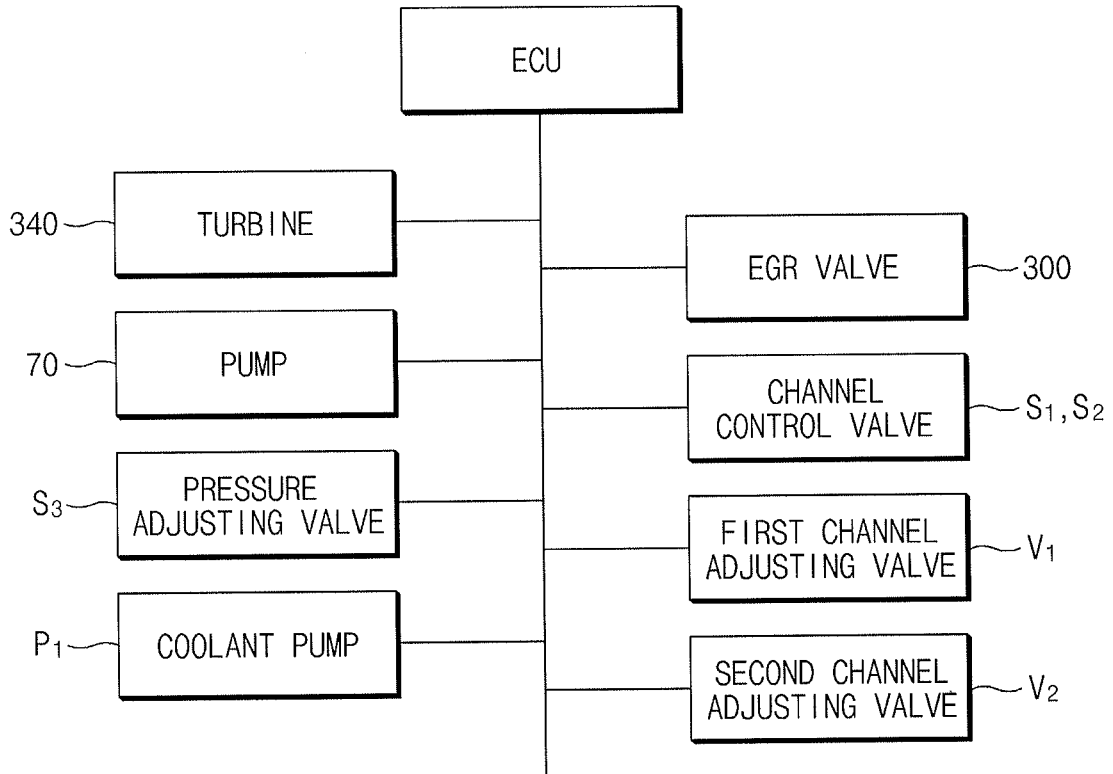 ECU
340
TURBINE
EGR VALVE
300
70
PUMP
CHANNEL
CONTROL VALVE
S1, S2
S3
PRESSURE
ADJUSTING VALVE
FIRST CHANNEL
ADJUSTING VALVE
V1
P1
COOLANT PUMP
SECOND CHANNEL
ADJUSTING VALVE
V2